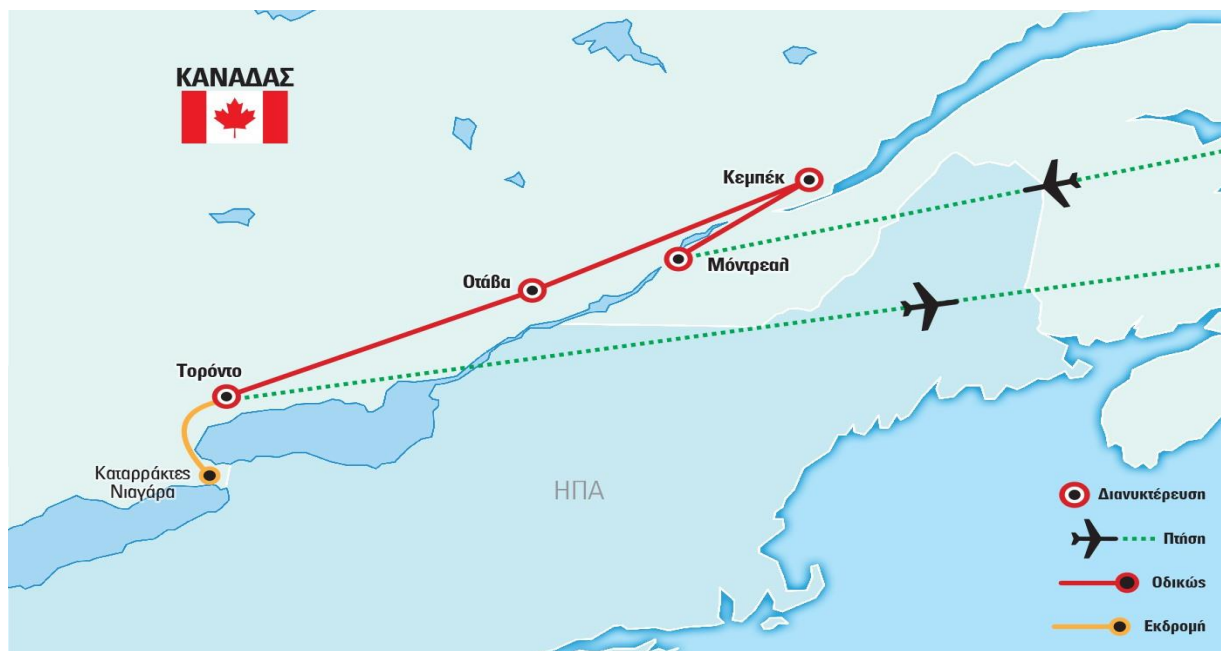 ΚΑΝΑΔΑΣ
Κεμπέκ
Μόντρεαλ
Οτάβα
Τορόντο
Καταρράκτες
Νιαγάρα
ΗΠΑ
Διανυκτέρευση
Πτήση
Οδικώς
Εκδρομή